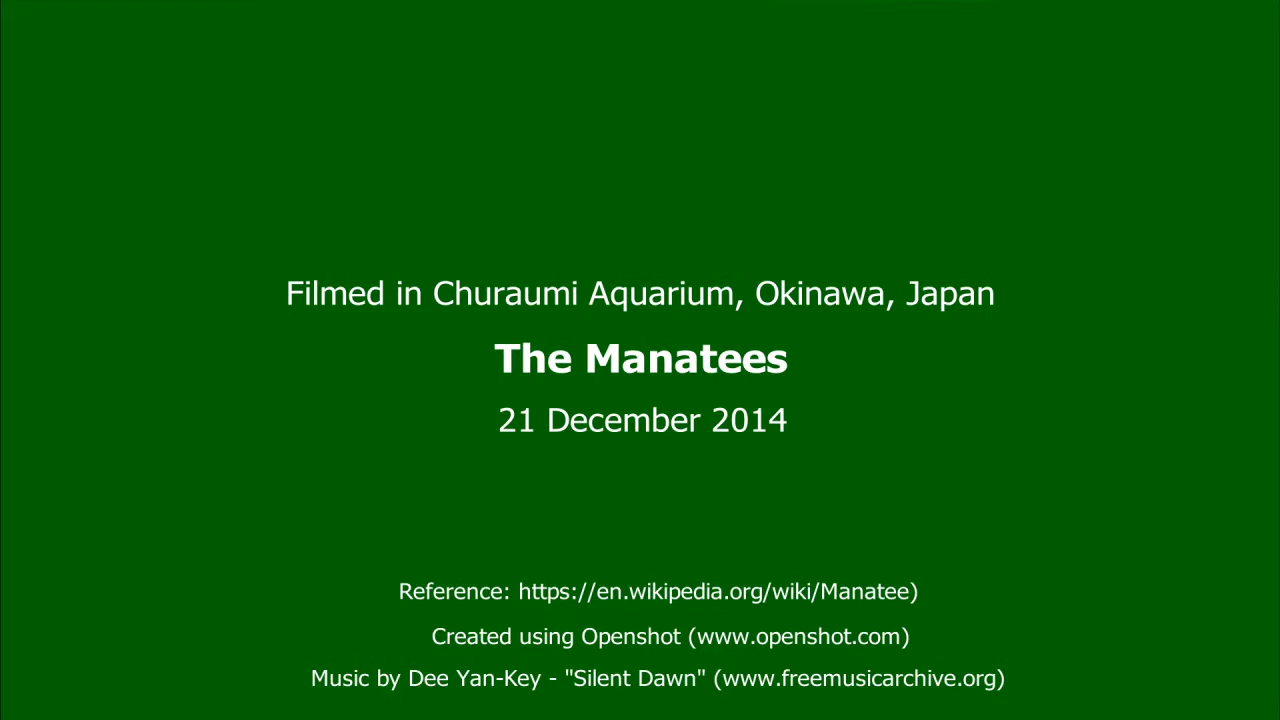 Filmed in Churaumi Aquarium, Okinawa, Japan
The Manatees
21 December 2014
Reference: https://en.wikipedia.org/wiki/Manatee)
Created using Openshot (www.openshot.com)
Music by Dee Yan-Key - "Silent Dawn" (www.freemusicarchive.org)